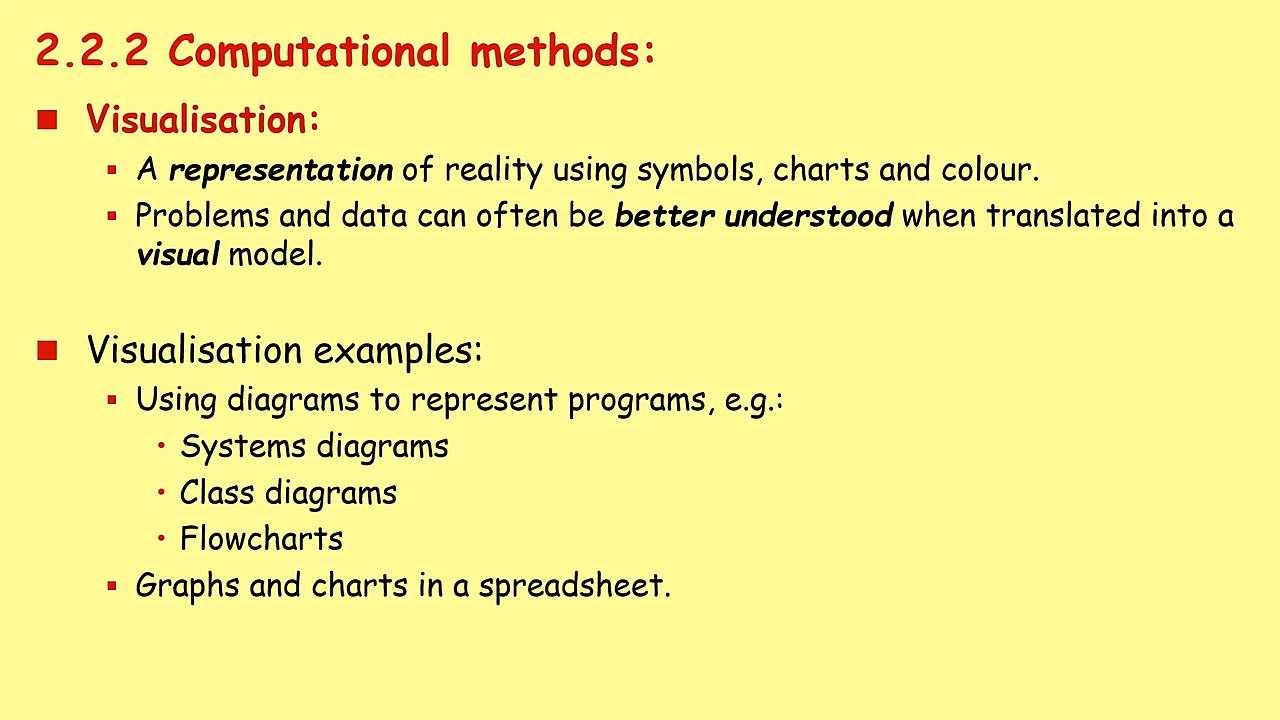 2.2.2 Computational methods:
Visualisation:
A representation of reality using symbols, charts and colour.
Problems and data can often be better understood when translated into a
visual model.
Visualisation examples:
Using diagrams to represent programs, e.g.:
Systems diagrams
Class diagrams
Flowcharts
Graphs and charts in a spreadsheet.